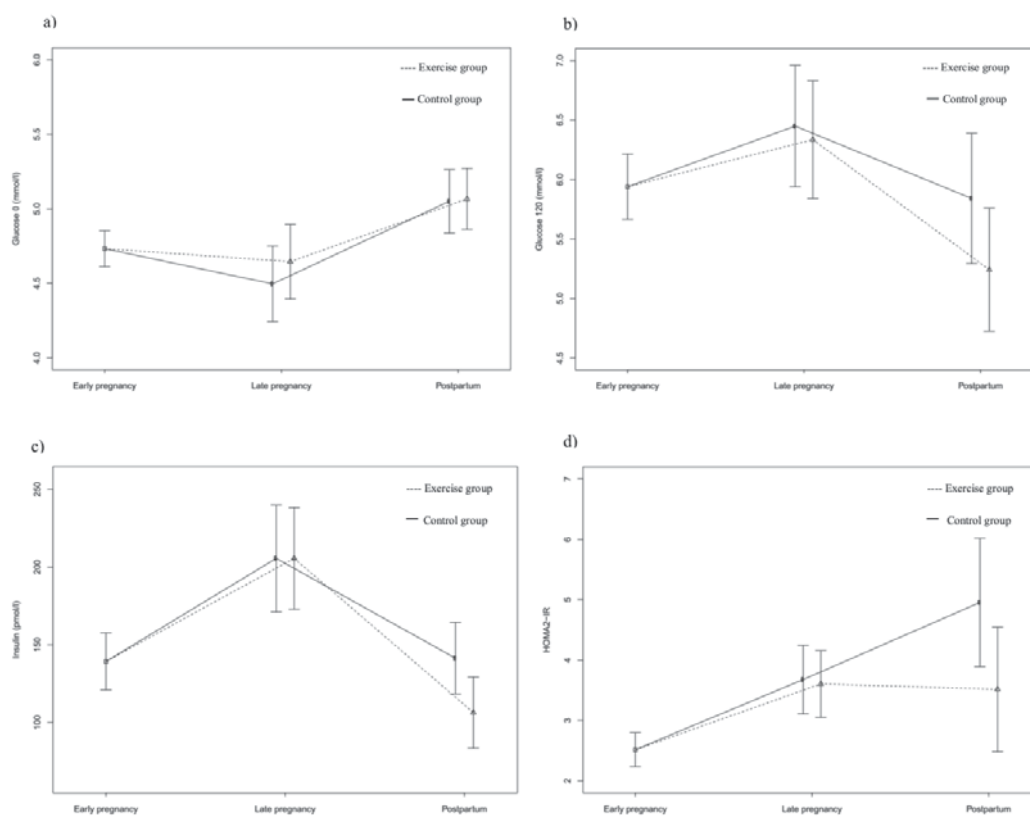 a)
Exercise group
Control group
Glucose 0 (mmol/l)
6.0
5.5
5.0
4.5
4.0
Early pregnancy
Late pregnancy
Postpartum
b)
Exercise group
Control group
Glucose 120 (mmol/l)
7.0
6.5
6.0
5.5
5.0
4.5
Early pregnancy
Late pregnancy
Postpartum
c)
Exercise group
Control group
Insulin (pmol/l)
250
200
150
100
Early pregnancy
Late pregnancy
Postpartum
d)
Exercise group
Control group
HOMA2-IR
7
6
5
4
3
2
Early pregnancy
Late pregnancy
Postpartum